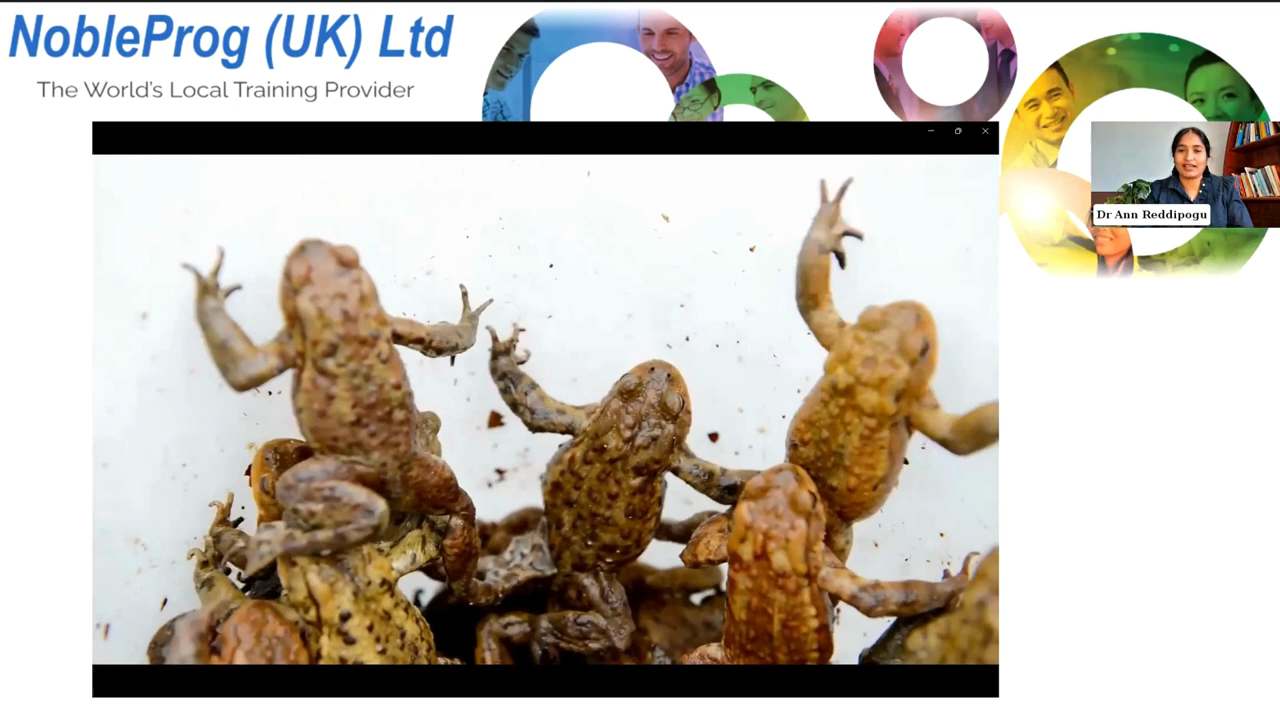 NobleProg (UK) Ltd
The World's Local Training Provider
Dr Ann Reddipogu